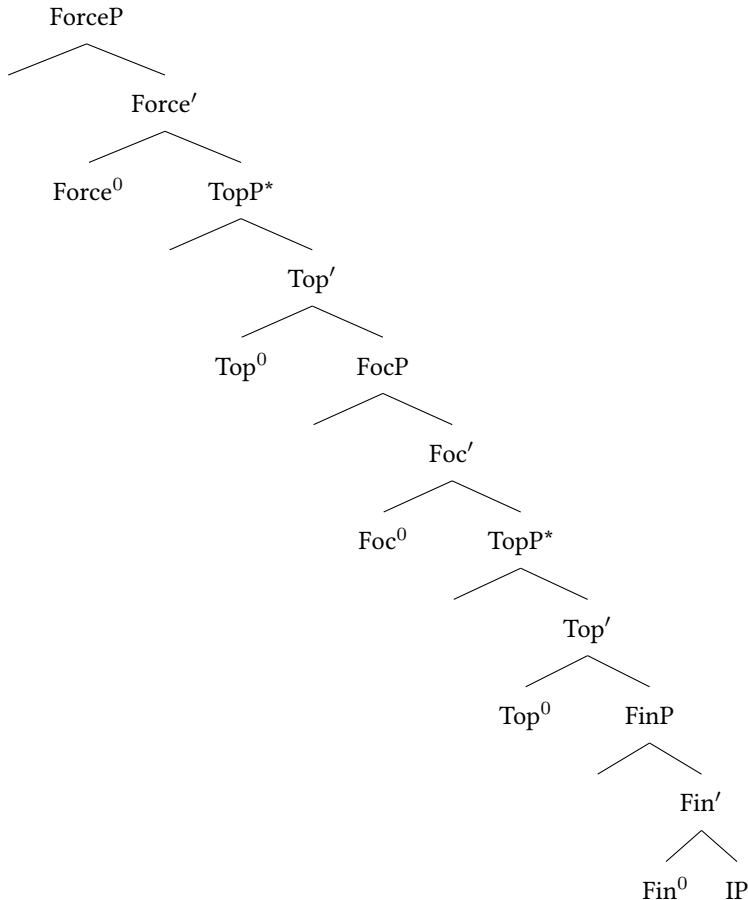 ForceP
Force′
Force⁰ TopP*
Top′
Top⁰ FocP
Foc′
Foc⁰ TopP*
Top′
Top⁰ FinP
Fin′
Fin⁰ IP